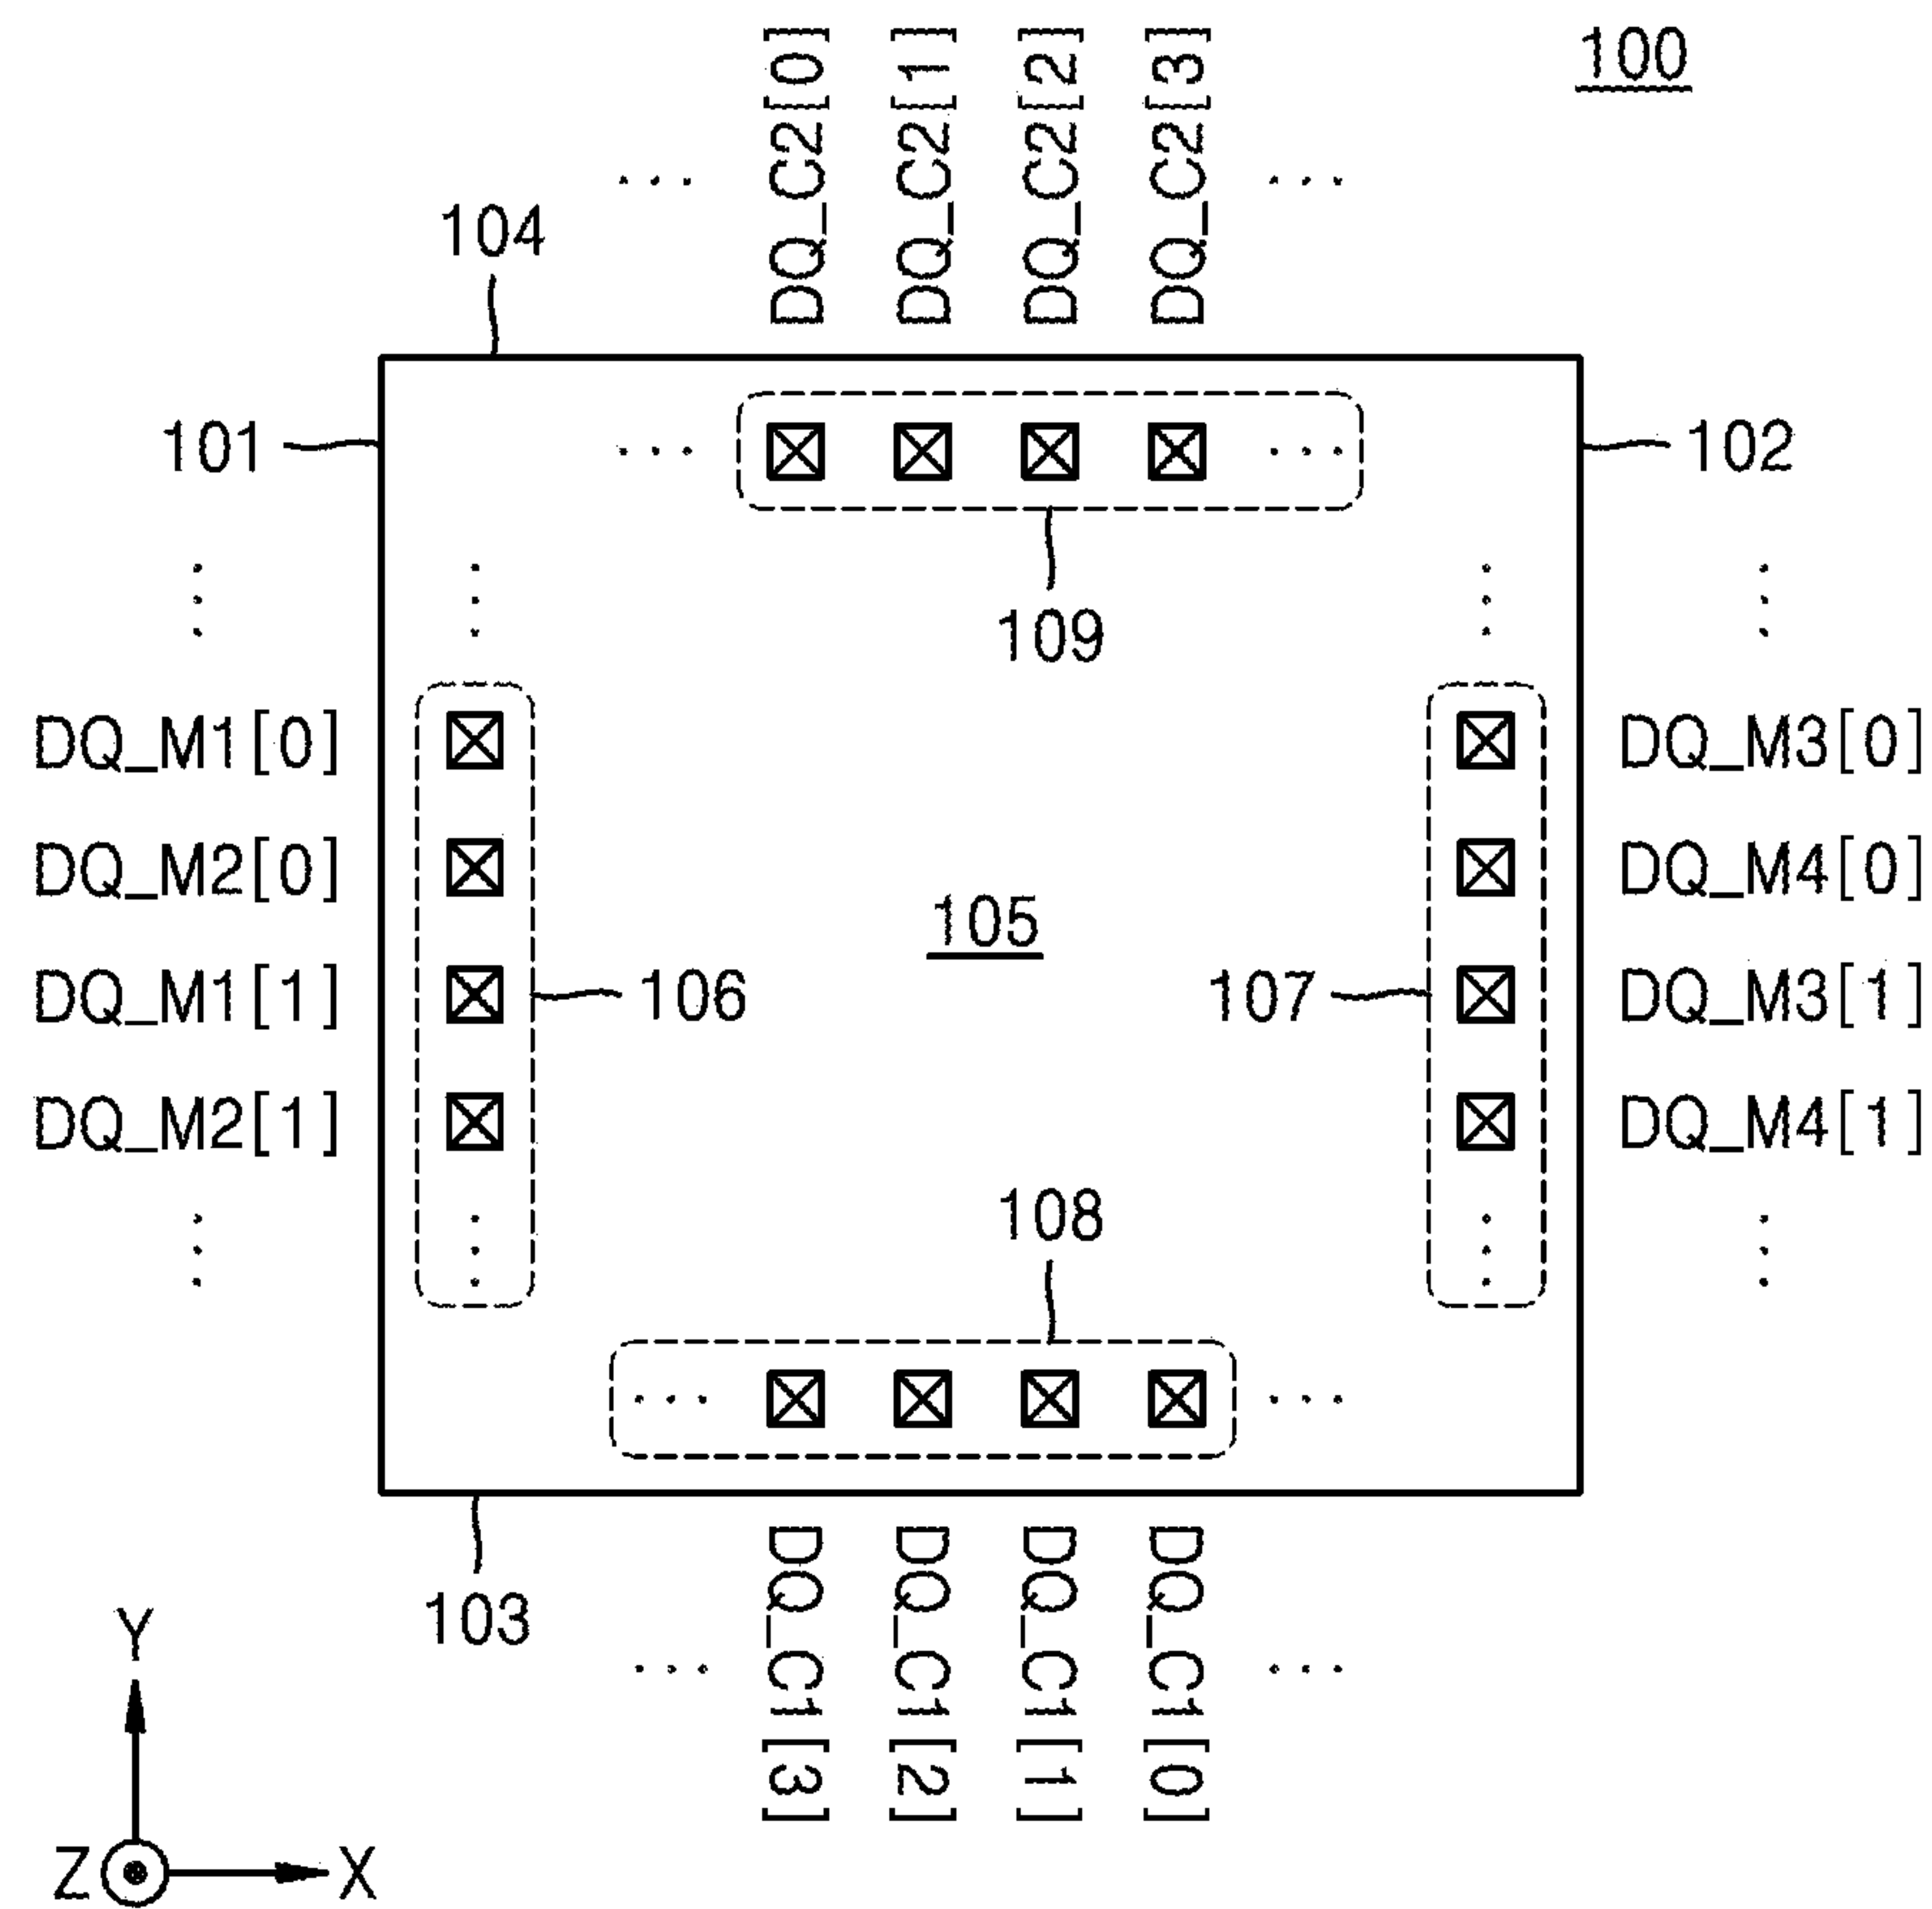 100
DQ_C2[0]
DQ_C2[1]
DQ_C2[2]
DQ_C2[3]
... ...
104
101
... ...
102
109
DQ_M1[0]
DQ_M3[0]
DQ_M2[0]
DQ_M4[0]
105
DQ_M1[1]
106
107
DQ_M3[1]
DQ_M2[1]
DQ_M4[1]
108
... ...
103
DQ_C1[3]
DQ_C1[2]
DQ_C1[1]
DQ_C1[0]
... ...
Y
Z
X